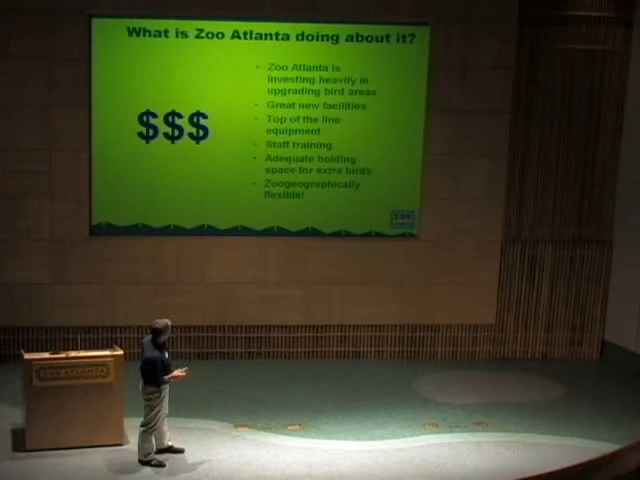 What is Zoo Atlanta doing about it?
$$$
• Zoo Atlanta is
investing heavily in
upgrading bird areas
• Great new facilities
• Top of the line
equipment
• Staff training
• Adequate holding
space for extra birds
• Zoogeographically
flexible!
ZOO
ZOO ATLANTA